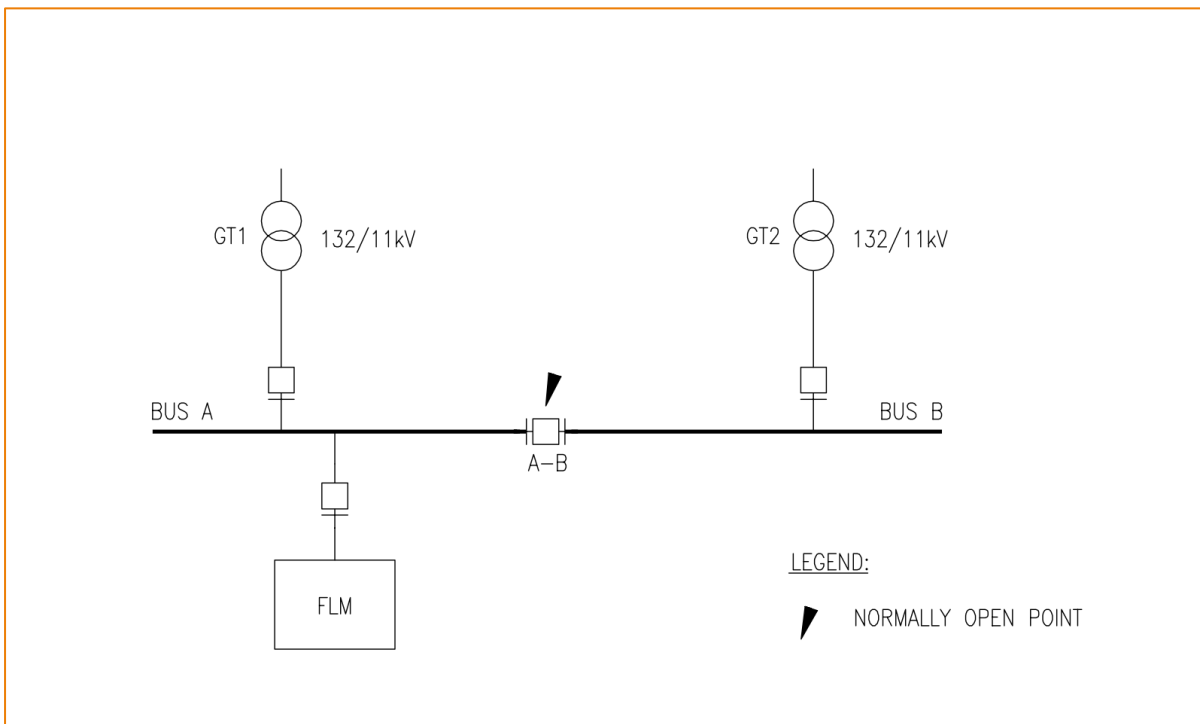 GT1
132/11kV
GT2
132/11kV
BUS A
BUS B
A-B
FLM
LEGEND:
NORMALLY OPEN POINT